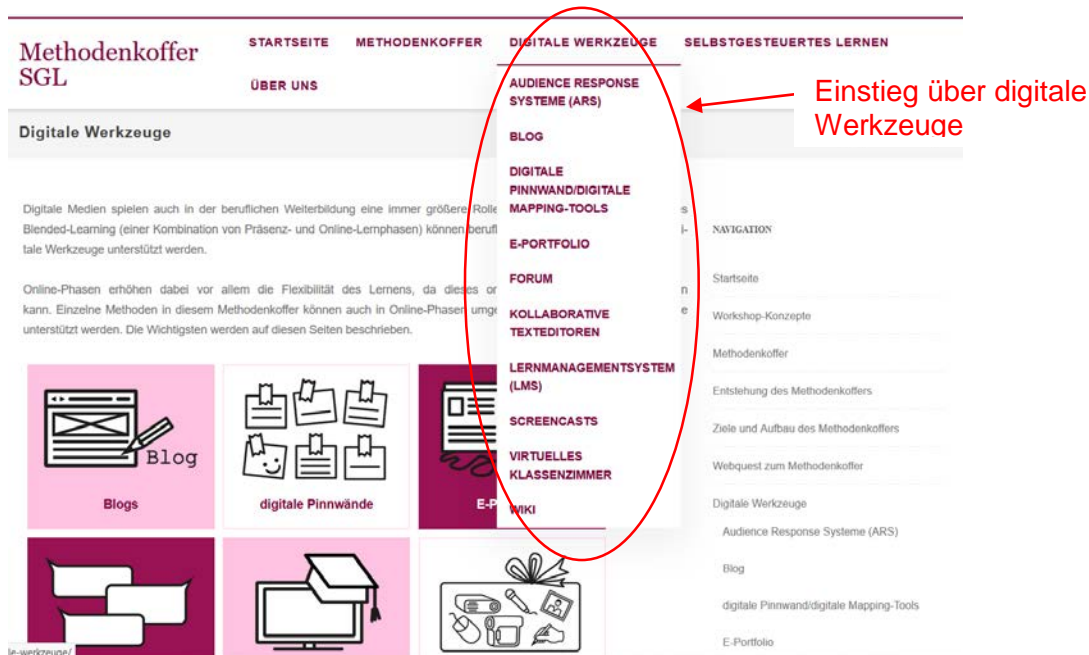 Methodenkoffer
SGL
STARTSEITE METHODENKOFFER DIGITALE WERKZEUGE SELBSTGESTEUERTES LERNEN
ÜBER UNS
AUDIENCE RESPONSE
SYSTEME (ARS)
BLOG
DIGITALE
PINNWAND/DIGITALE
MAPPING-TOOLS
E-PORTFOLIO
FORUM
KOLLABORATIVE
TEXTEDITOREN
LERNMANAGEMENTSYSTEM
(LMS)
SCREENCASTS
VIRTUELLES
KLASSENZIMMER
WIKI
Einstieg über digitale
Werkzeuge
Digitale Werkzeuge
Digitale Medien spielen auch in der beruflichen Weiterbildung eine immer größere Rolle
Blended-Learning (einer Kombination von Präsenz- und Online-Lernphasen) können
tale Werkzeuge unterstützt werden.
Online-Phasen erhöhen dabei vor allem die Flexibilität des Lernens, da dieses
kann. Einzelne Methoden in diesem Methodenkoffer können auch in Online-Phasen
unterstützt werden. Die Wichtigsten werden auf diesen Seiten beschrieben.
Blog
Blogs
digitale Pinnwände
E-P
NAVIGATION
Startseite
Workshop-Konzepte
Methodenkoffer
Entstehung des Methodenkoffers
Ziele und Aufbau des Methodenkoffers
Webquest zum Methodenkoffer
Digitale Werkzeuge
Audience Response Systeme (ARS)
Blog
digitale Pinnwand/digitale Mapping-Tools
E-Portfolio
le-werkzeuge/